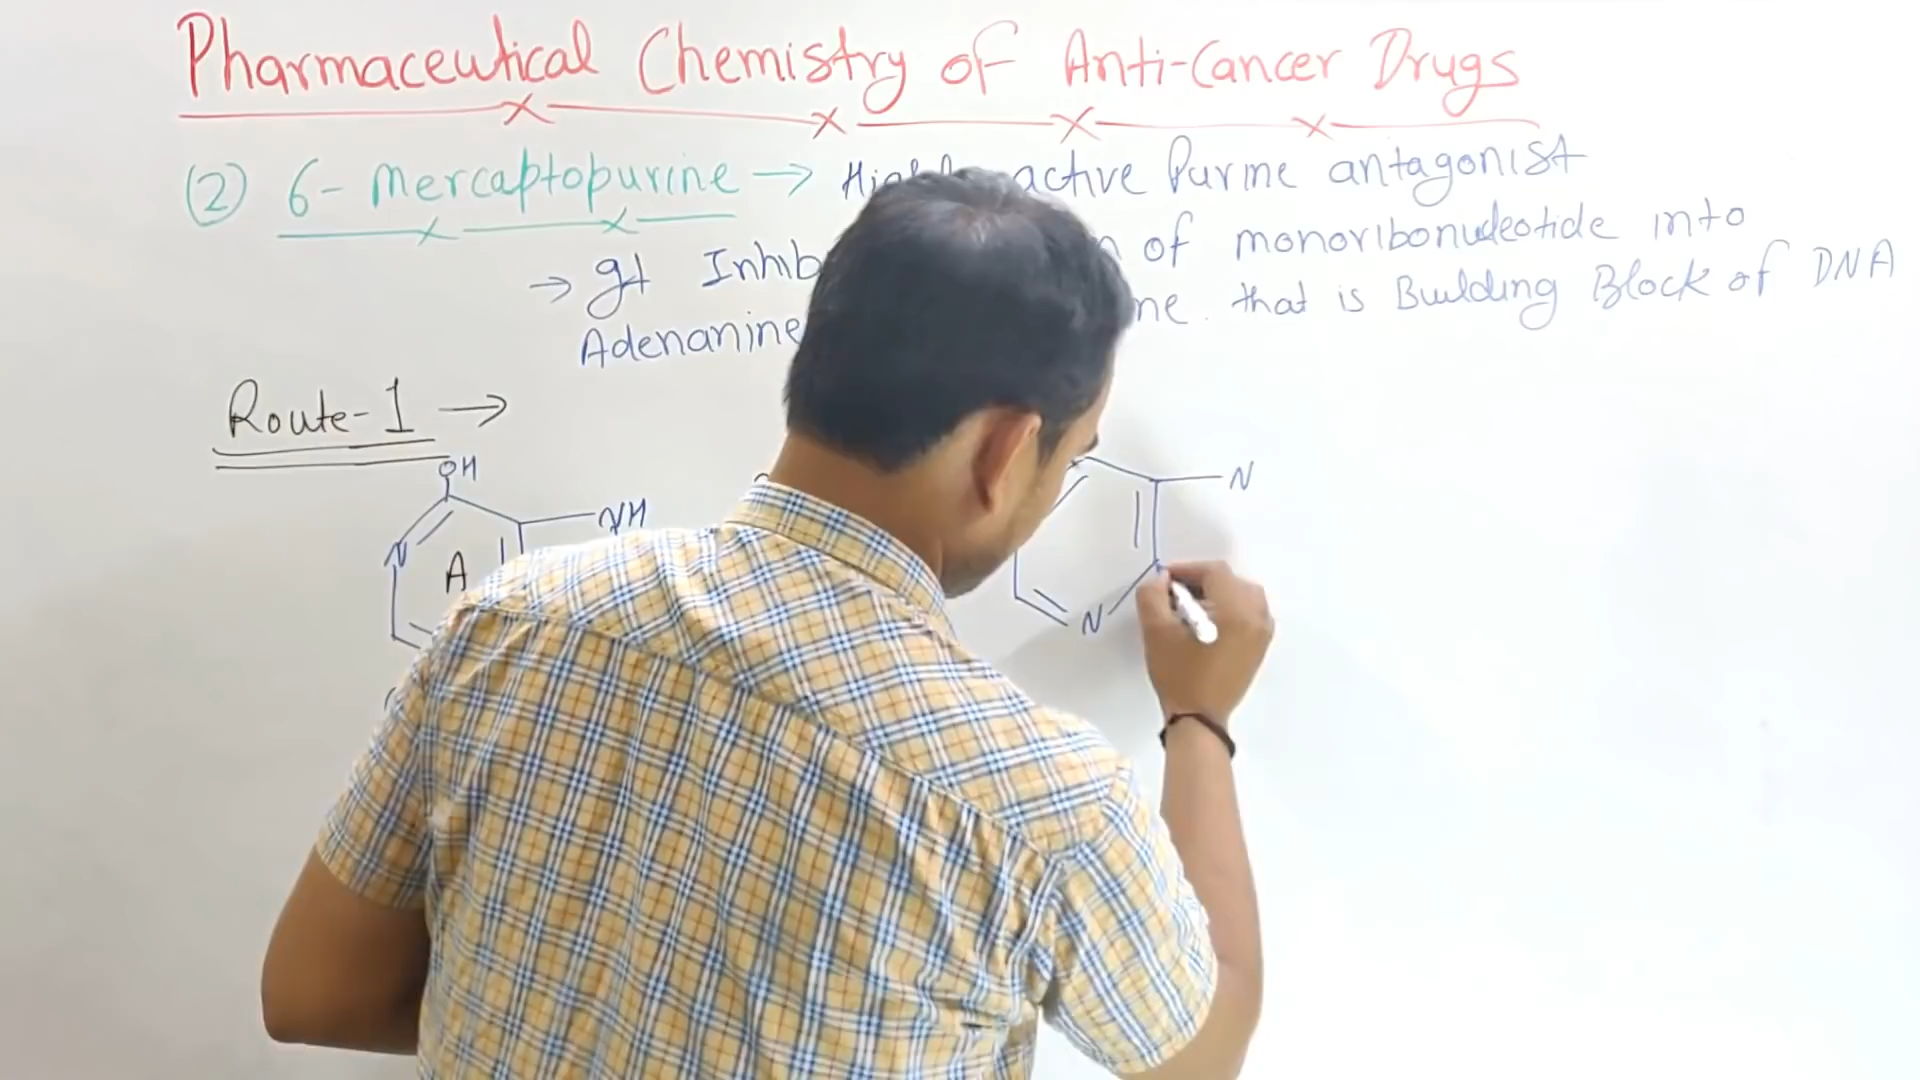 Pharmaceutical Chemistry of Anti-Cancer Drugs
(2) 6- Mercaptopurine → active Purine antagonist
→ gt Inhib of monoribonucleotide into
Adenanine that is Building Block of DNA
Route-1 →
OH
N
NH
N
A
N